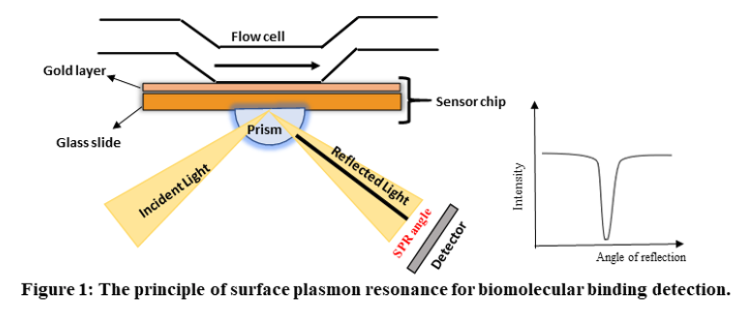 Flow cell
Gold layer
Sensor chip
Glass slide
Prism
Incident Light
Reflected Light
SPR angle
Detector
Intensity
Angle of reflection
Figure 1: The principle of surface plasmon resonance for biomolecular binding detection.